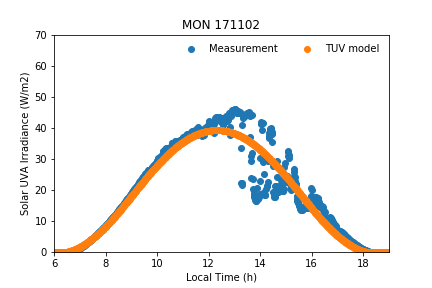 MON 171102
Measurement TUV model
Solar UVA Irradiance (W/m2)
70
60
50
40
30
20
10
0
6 8 10 12 14 16 18
Local Time (h)